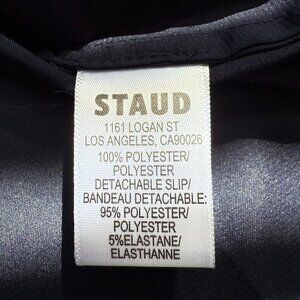 STAUD
1161 LOGAN ST
LOS ANGELES, CA90026
100% POLYESTER/
POLYESTER
DETACHABLE SLIP/
BANDEAU DETACHABLE:
95% POLYESTER/
POLYESTER
5%ELASTANE/
ELASTHANNE